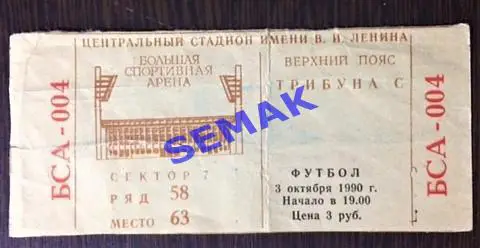 ЦЕНТРАЛЬНЫЙ СТАДИОН ИМЕНИ В. И. ЛЕНИНА
БСА-004
БОЛЬШАЯ
СПОРТИВНАЯ
АРЕНА
СЕКТОР 7
РЯД 58
МЕСТО 63
ВЕРХНИЙ ПОЯС
ТРИБУНА С
ФУТБОЛ
3 октября 1990 г.
Начало в 19.00
Цена 3 руб.
БСА-004
SEMAK